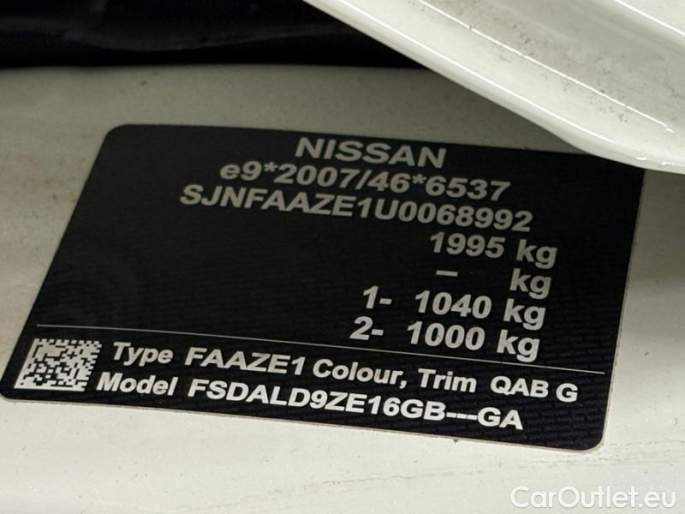 NISSAN
e9*2007/46*6537
SJNFAAZE1U0068992
1995 kg
– kg
1- 1040 kg
2- 1000 kg
Type FAAZE1 Colour, Trim QAB G
Model FSDALD9ZE16GB---GA
CarOutlet.eu